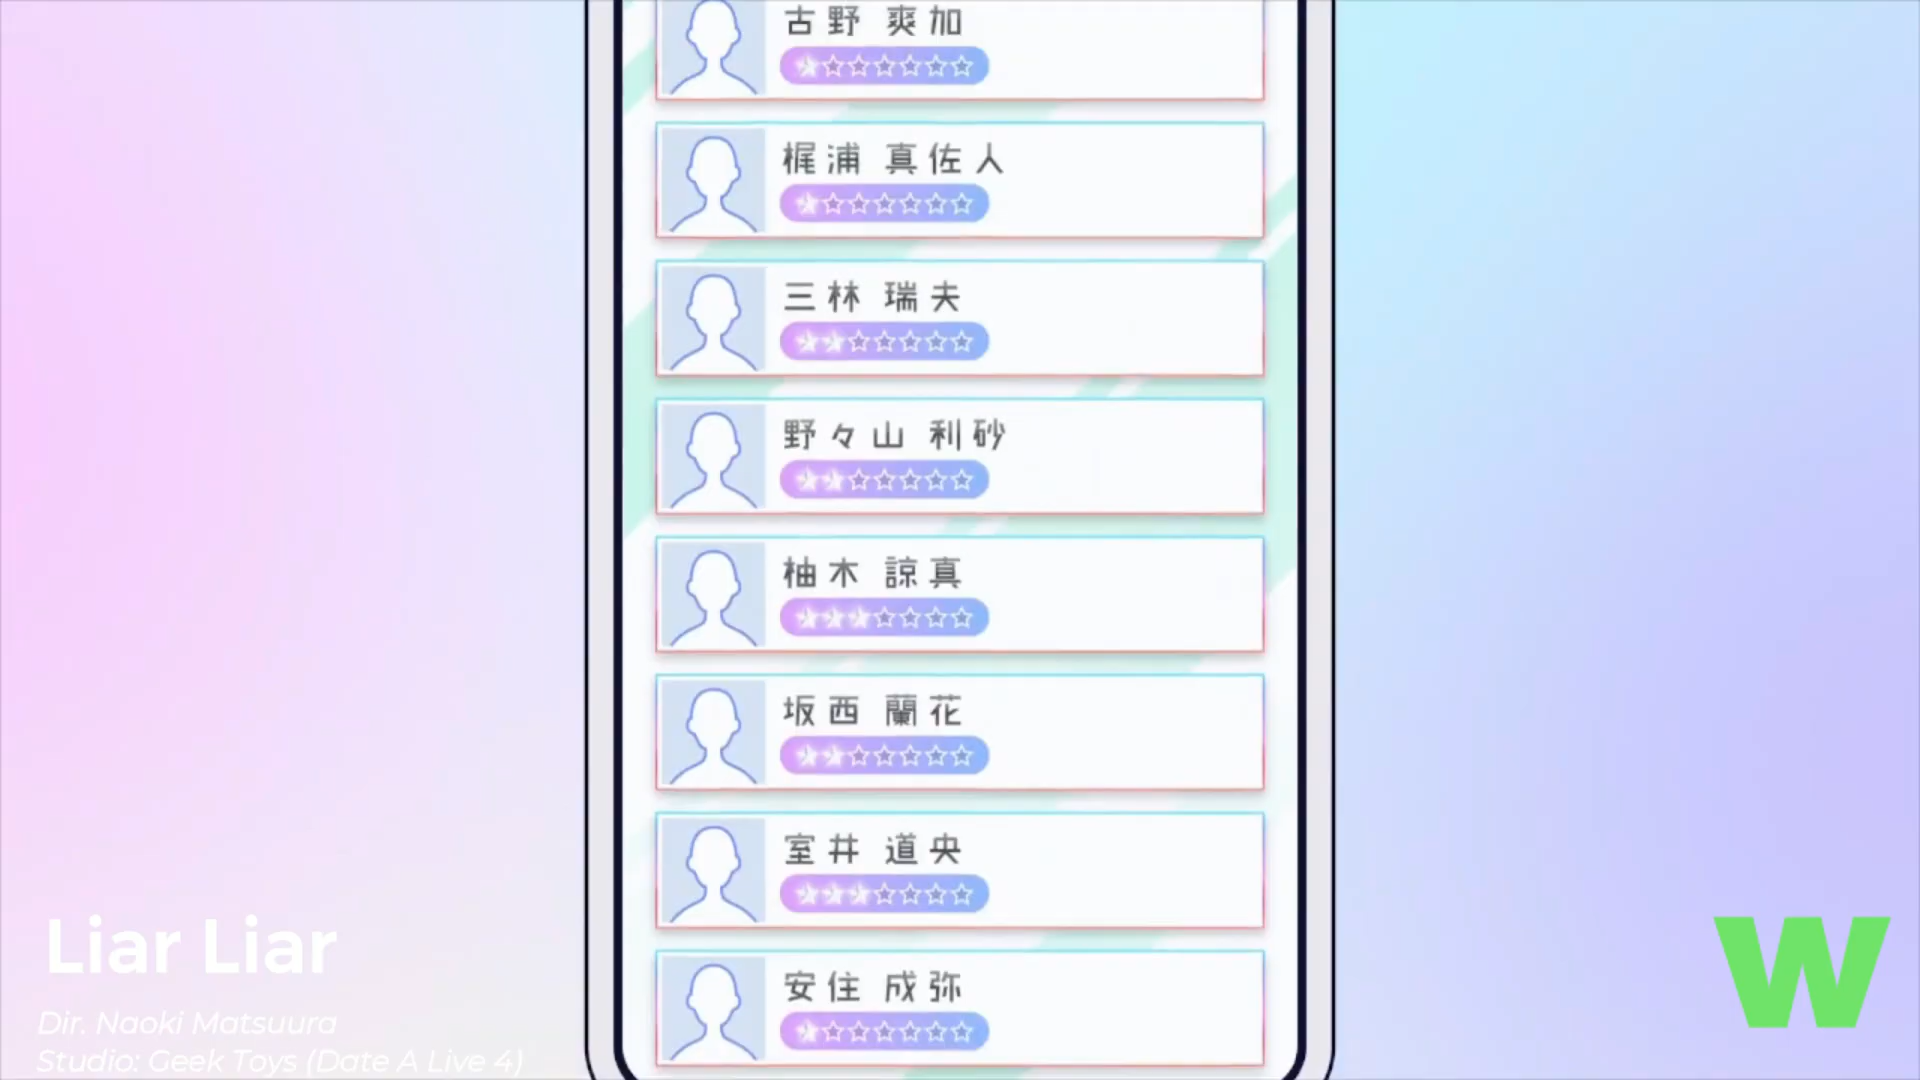 古野 爽加
梶浦 真佐人
三林 瑞夫
野々山 利砂
柚木 諒真
坂西 蘭花
室井 道央
安住 成弥
Liar Liar
Dir. Naoki Matsuura
Studio: Geek Toys (Date A Live 4)
W